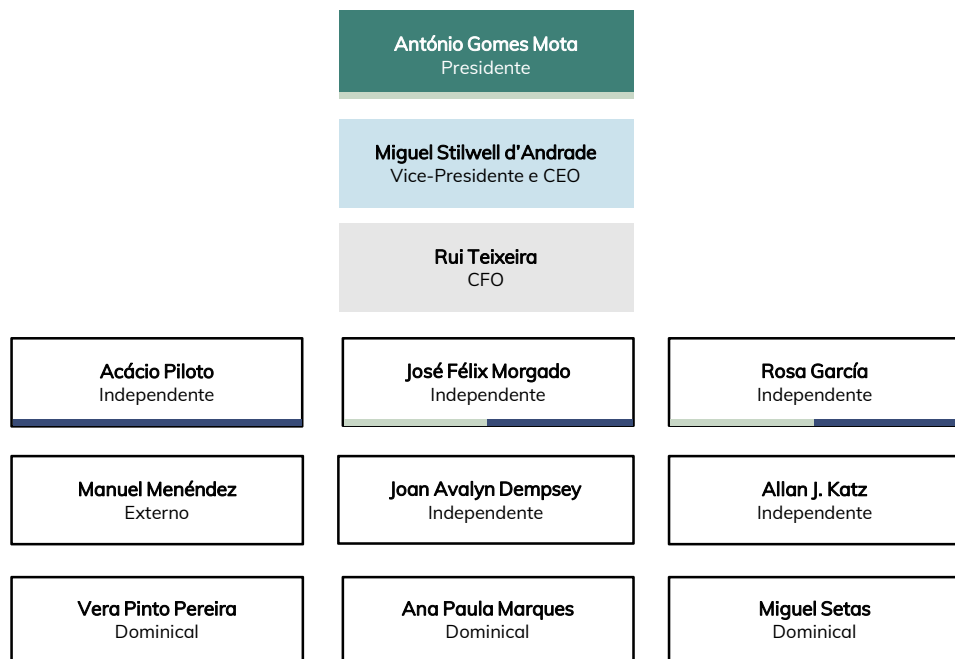 António Gomes Mota
Presidente
Miguel Stilwell d'Andrade
Vice-Presidente e CEO
Rui Teixeira
CFO
Acácio Piloto
Independente
José Félix Morgado
Independente
Rosa García
Independente
Manuel Menéndez
Externo
Joan Avalyn Dempsey
Independente
Allan J. Katz
Independente
Vera Pinto Pereira
Dominical
Ana Paula Marques
Dominical
Miguel Setas
Dominical